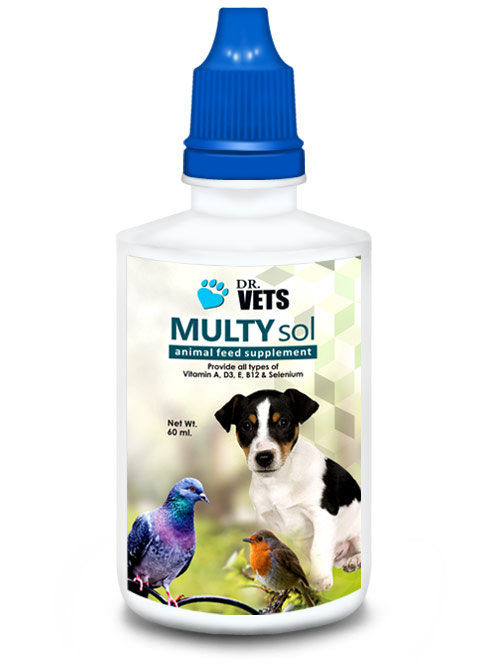 DR.
VETS
MULTY sol
animal feed supplement
Provide all types of
Vitamin A, D3, E, B12 & Selenium
Net Wt.
60 ml.